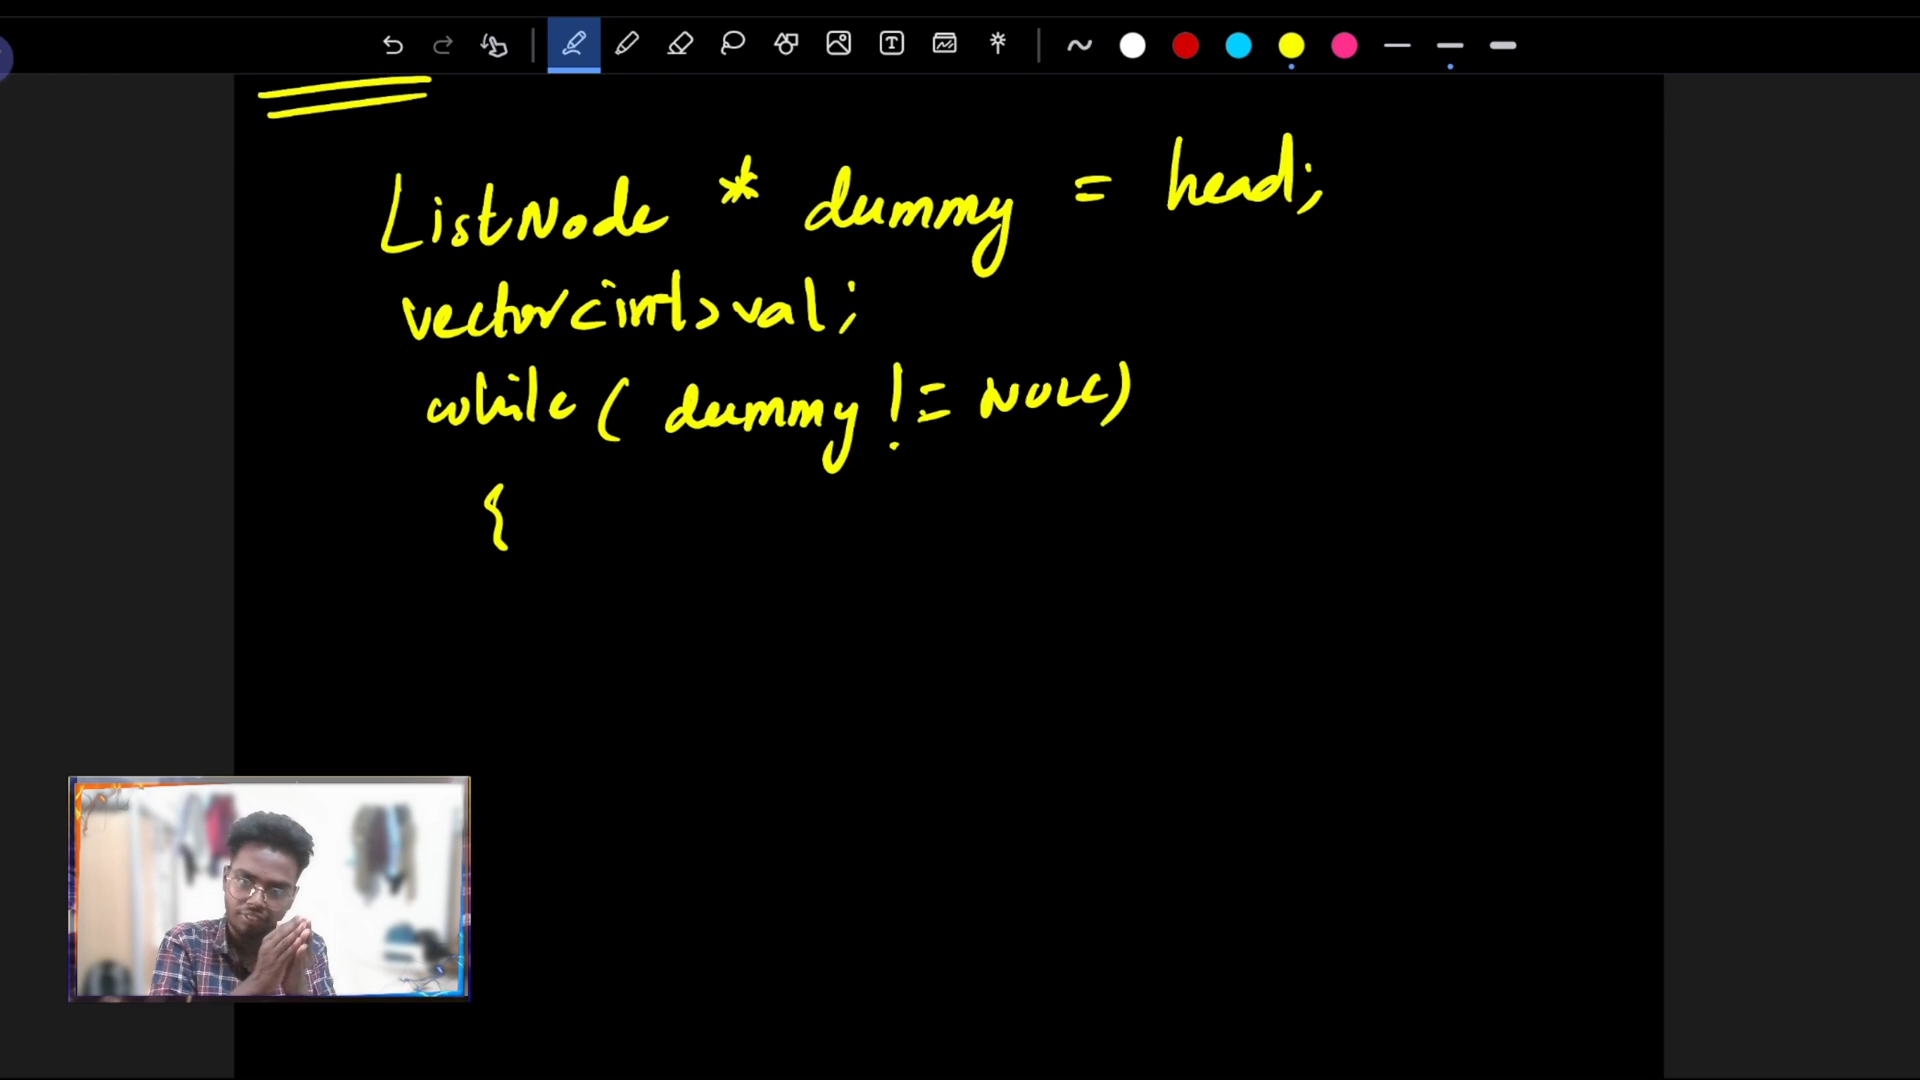 ListNode * dummy = head;
vector<int> val;
while ( dummy != NULL)
{